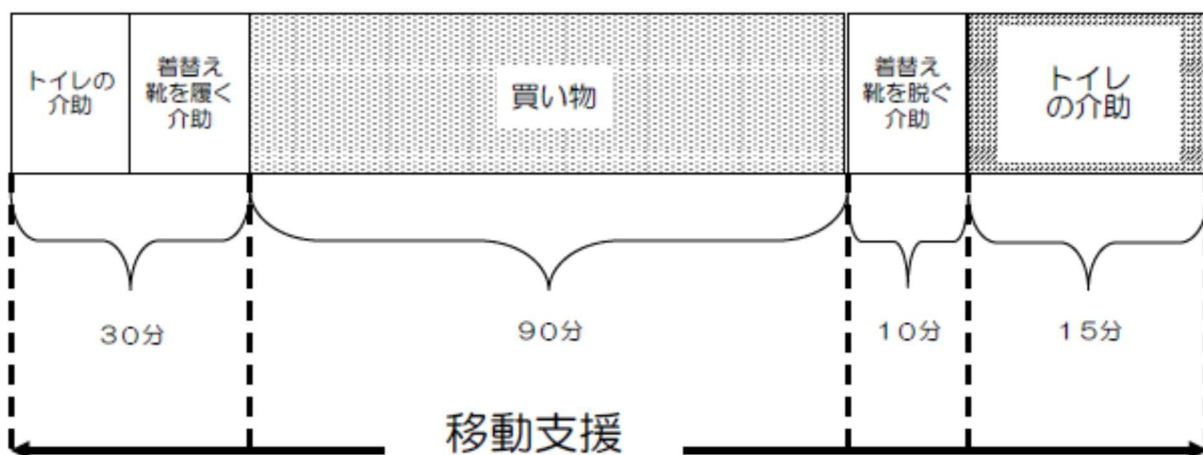 トイレの
介助
着替え
靴を履く
介助
買い物
着替え
靴を脱ぐ
介助
トイレ
の介助
30分
90分
10分
15分
移動支援